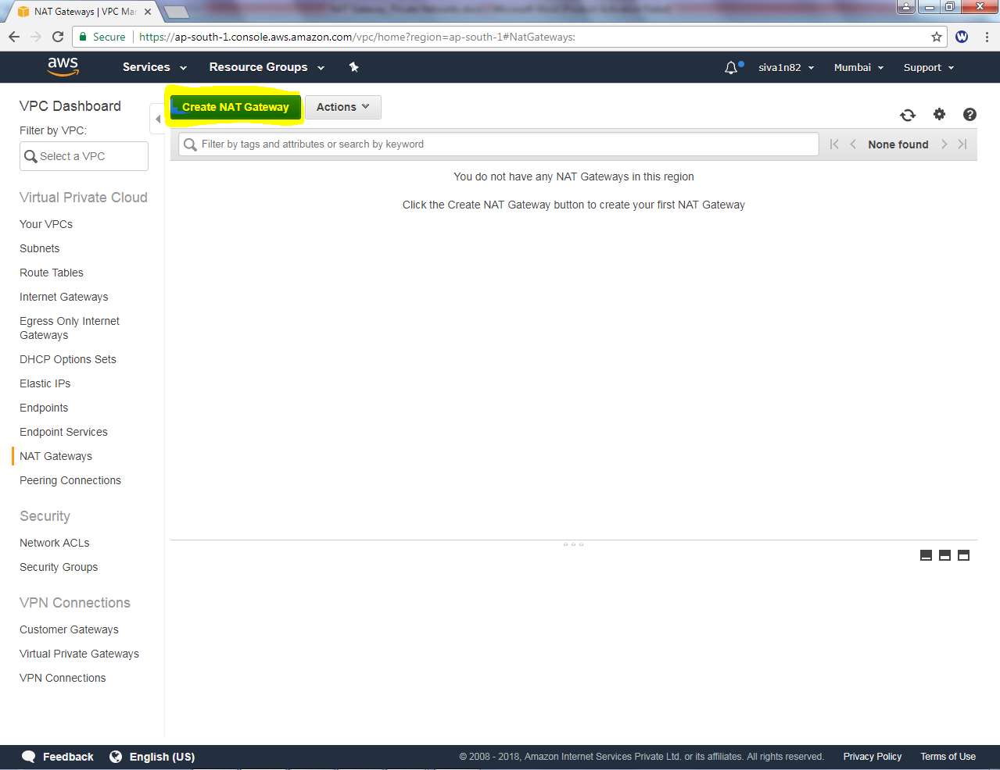 NAT Gateways | VPC Mar
Secure
https://ap-south-1.console.aws.amazon.com/vpc/home?region=ap-south-1#NatGateways:
W
aws
Services
Resource Groups
siva1n82
Mumbai
Support
VPC Dashboard
Filter by VPC:
Select a VPC
Virtual Private Cloud
Your VPCs
Subnets
Route Tables
Internet Gateways
Egress Only Internet
Gateways
DHCP Options Sets
Elastic IPs
Endpoints
Endpoint Services
NAT Gateways
Peering Connections
Security
Network ACLs
Security Groups
VPN Connections
Customer Gateways
Virtual Private Gateways
VPN Connections
Create NAT Gateway
Actions
Filter by tags and attributes or search by keyword
None found
You do not have any NAT Gateways in this region
Click the Create NAT Gateway button to create your first NAT Gateway
Feedback
English (US)
© 2008 - 2018, Amazon Internet Services Private Ltd. or its affiliates. All rights reserved.
Privacy Policy
Terms of Use